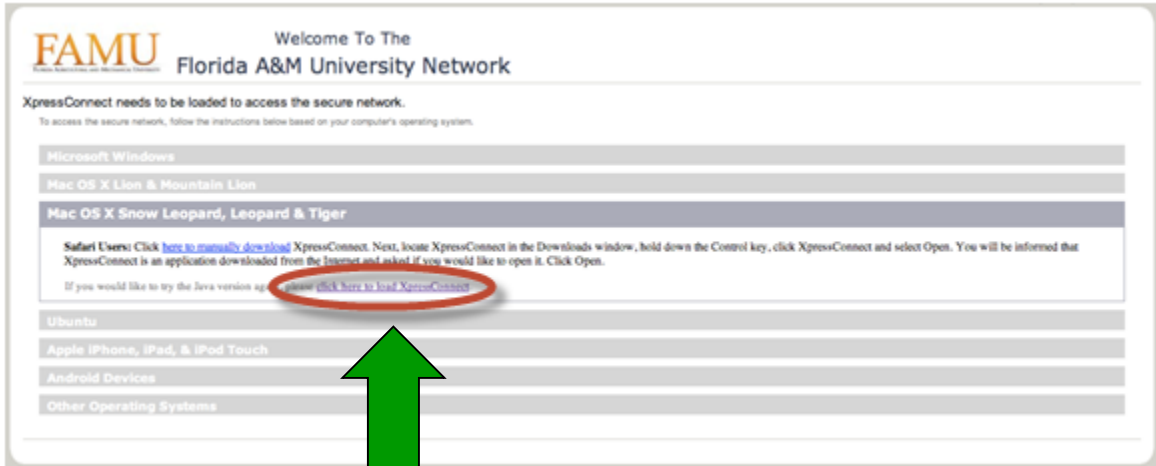 FAMU
Welcome To The
Florida A&M University Network
XpressConnect needs to be loaded to access the secure network.
To access the secure network, follow the instructions below based on your computer's operating system.
Microsoft Windows
Mac OS X Lion & Mountain Lion
Mac OS X Snow Leopard, Leopard & Tiger
Safari Users: Click here to manually download XpressConnect. Next, locate XpressConnect in the Downloads window, hold down the Control key, click XpressConnect and select Open. You will be informed that
XpressConnect is an application downloaded from the Internet and asked if you would like to open it. Click Open.
If you would like to try the Java version please click here to load XpressConnect
Ubuntu
Apple iPhone, iPad, & iPod Touch
Android Devices
Other Operating Systems